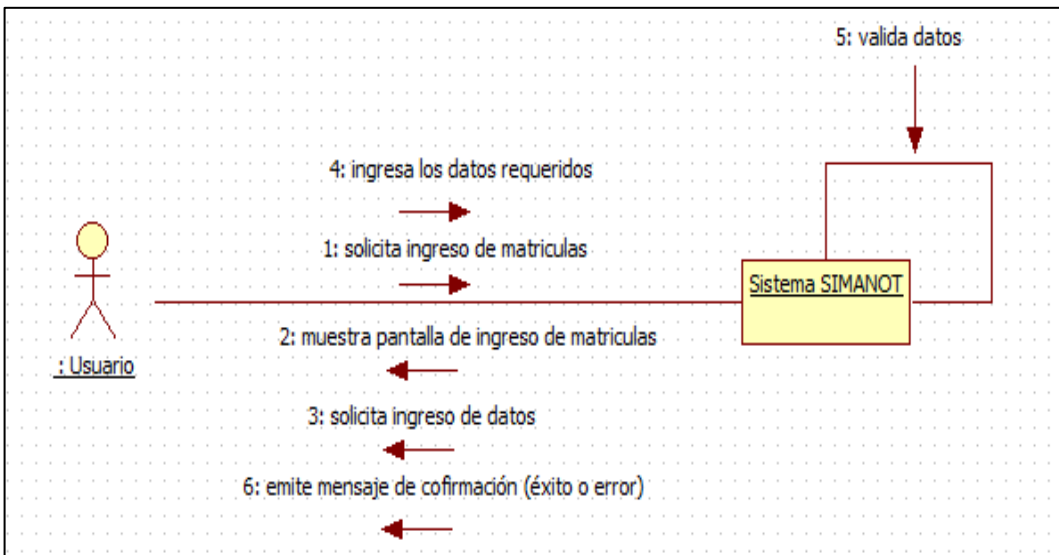 5: valida datos
4: ingresa los datos requeridos
1: solicita ingreso de matriculas
Sistema SIMANOT
2: muestra pantalla de ingreso de matriculas
: Usuario
3: solicita ingreso de datos
6: emite mensaje de cofirmación (éxito o error)